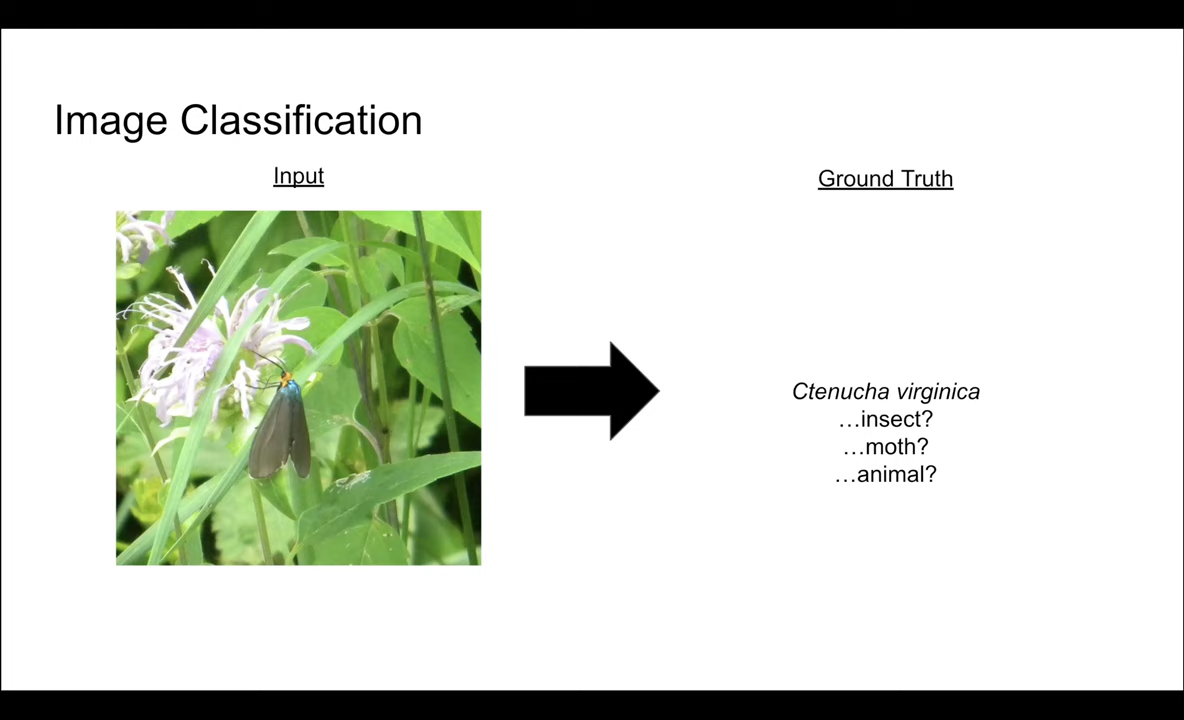 Image Classification
Input
Ground Truth
Ctenucha virginica
…insect?
…moth?
…animal?